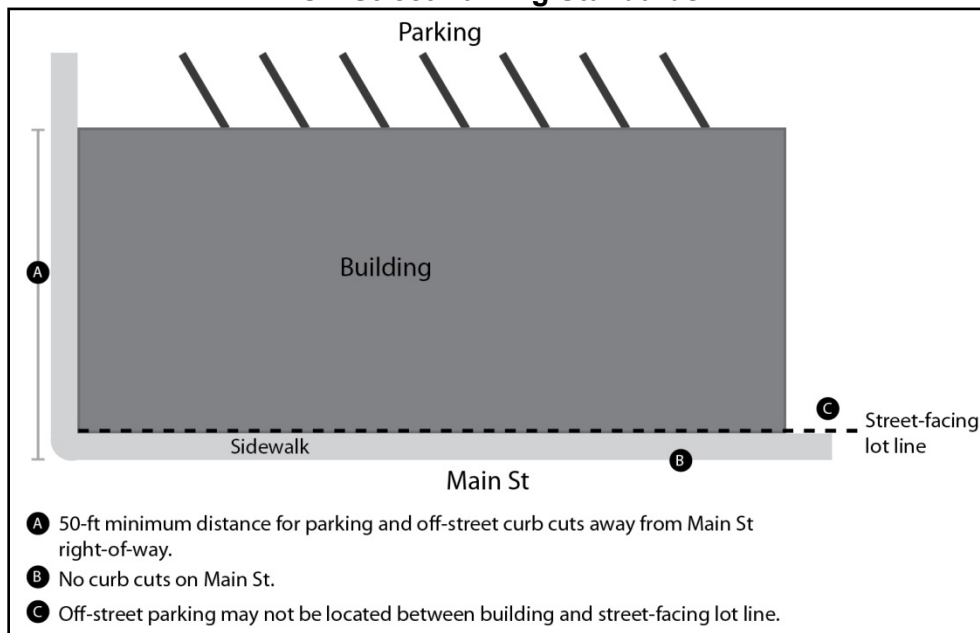 Parking
A
Building
C
Street-facing
lot line
Sidewalk
B
Main St
A 50-ft minimum distance for parking and off-street curb cuts away from Main St
right-of-way.
B No curb cuts on Main St.
C Off-street parking may not be located between building and street-facing lot line.